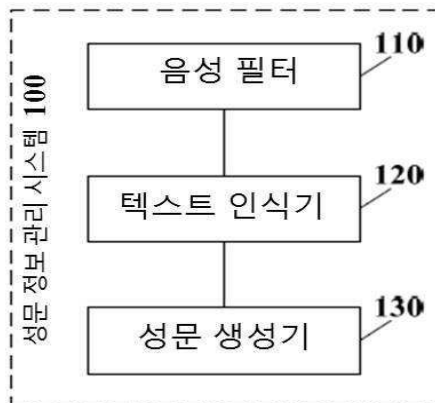 성문 정보 관리 시스템 100
음성 필터
110
텍스트 인식기
120
성문 생성기
130